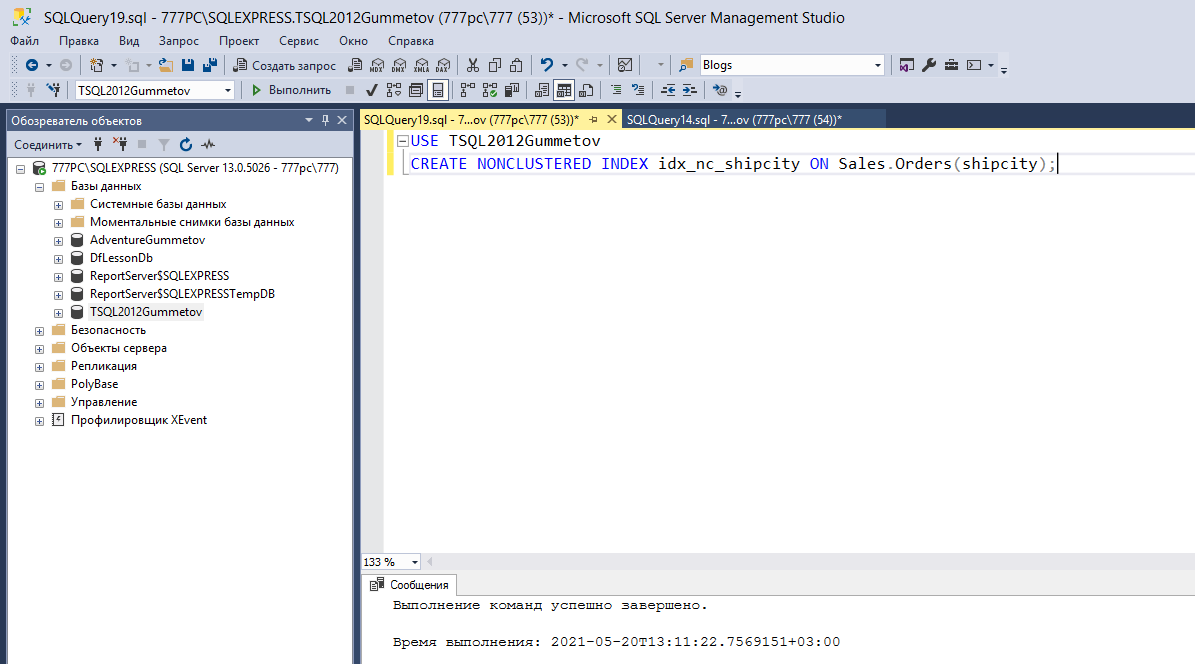 SQLQuery19.sql - 777PC\SQLEXPRESS.TSQL2012Gummetov (777pc\777 (53))* - Microsoft SQL Server Management Studio
Файл Правка Вид Запрос Проект Сервис Окно Справка
Создать запрос MDX DMX XMLA DAX Blogs
TSQL2012Gummetov Выполнить
Обозреватель объектов
SQLQuery19.sql - 7...ov (777pc\777 (53))* SQLQuery14.sql - 7...ov (777pc\777 (54))*
Соединить
777PC\SQLEXPRESS (SQL Server 13.0.5026 - 777pc\777)
Базы данных
Системные базы данных
Моментальные снимки базы данных
AdventureGummetov
DfLessonDb
ReportServer$SQLEXPRESS
ReportServer$SQLEXPRESSTempDB
TSQL2012Gummetov
Безопасность
Объекты сервера
Репликация
PolyBase
Управление
Профилировщик XEvent
USE TSQL2012Gummetov
CREATE NONCLUSTERED INDEX idx_nc_shipcity ON Sales.Orders(shipcity);
133 %
Сообщения
Выполнение команд успешно завершено.
Время выполнения: 2021-05-20T13:11:22.7569151+03:00